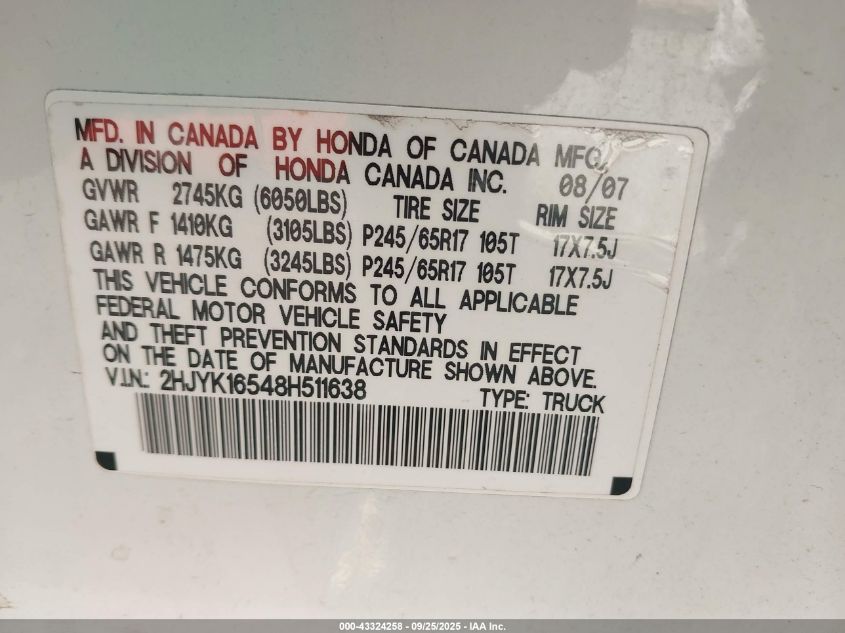 MFD. IN CANADA BY HONDA OF CANADA MFG.,
A DIVISION OF HONDA CANADA INC. 08/07
GVWR 2745KG (6050LBS) TIRE SIZE RIM SIZE
GAWR F 1410KG (3105LBS) P245/65R17 105T 17X7.5J
GAWR R 1475KG (3245LBS) P245/65R17 105T 17X7.5J
THIS VEHICLE CONFORMS TO ALL APPLICABLE
FEDERAL MOTOR VEHICLE SAFETY
AND THEFT PREVENTION STANDARDS IN EFFECT
ON THE DATE OF MANUFACTURE SHOWN ABOVE.
V.I.N.: 2HJYK16548H511638 TYPE: TRUCK
000-43324258 - 09/25/2025 - IAA Inc.